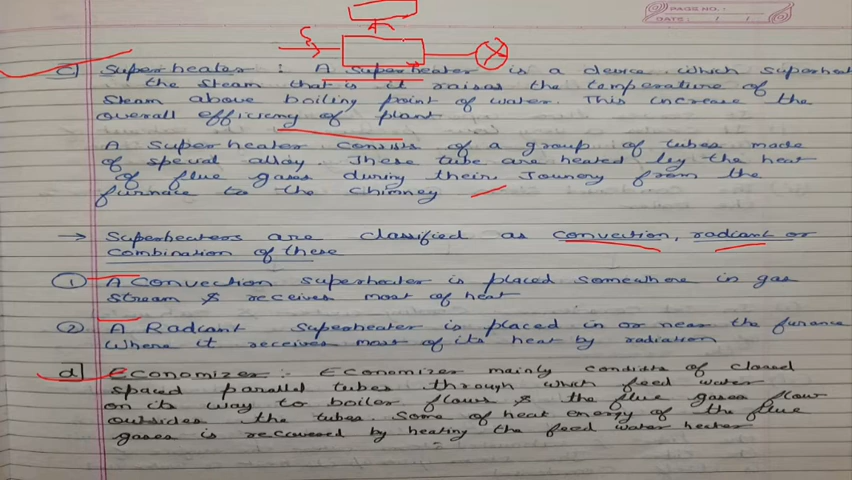 PAGE NO.:
DATE: / /
c) Superheater : A Superheater is a device which superheat
the steam that is it raises the temperature of
steam above boiling point of water. This increase the
overall efficiency of plant
A superheater consists of a group of tubes made
of special alloy. These tube are heated by the heat
of flue gases during their Jounery from the
furnace to the chimney
→ Superheaters are classified as convection, radiant or
combination of these
① A Convection superheater is placed somewhere in gas
stream & receives most of heat
② A Radiant Superheater is placed in or near the furnance
where it receives most of its heat by radiation
d) Economizer : Economizer mainly consists of closed
spaced parallel tubes through which feed water
on its way to boiler flows & the flue gases flow
outsides the tubes. Some of heat energy of the flue
gases is recovered by heating the feed water heater